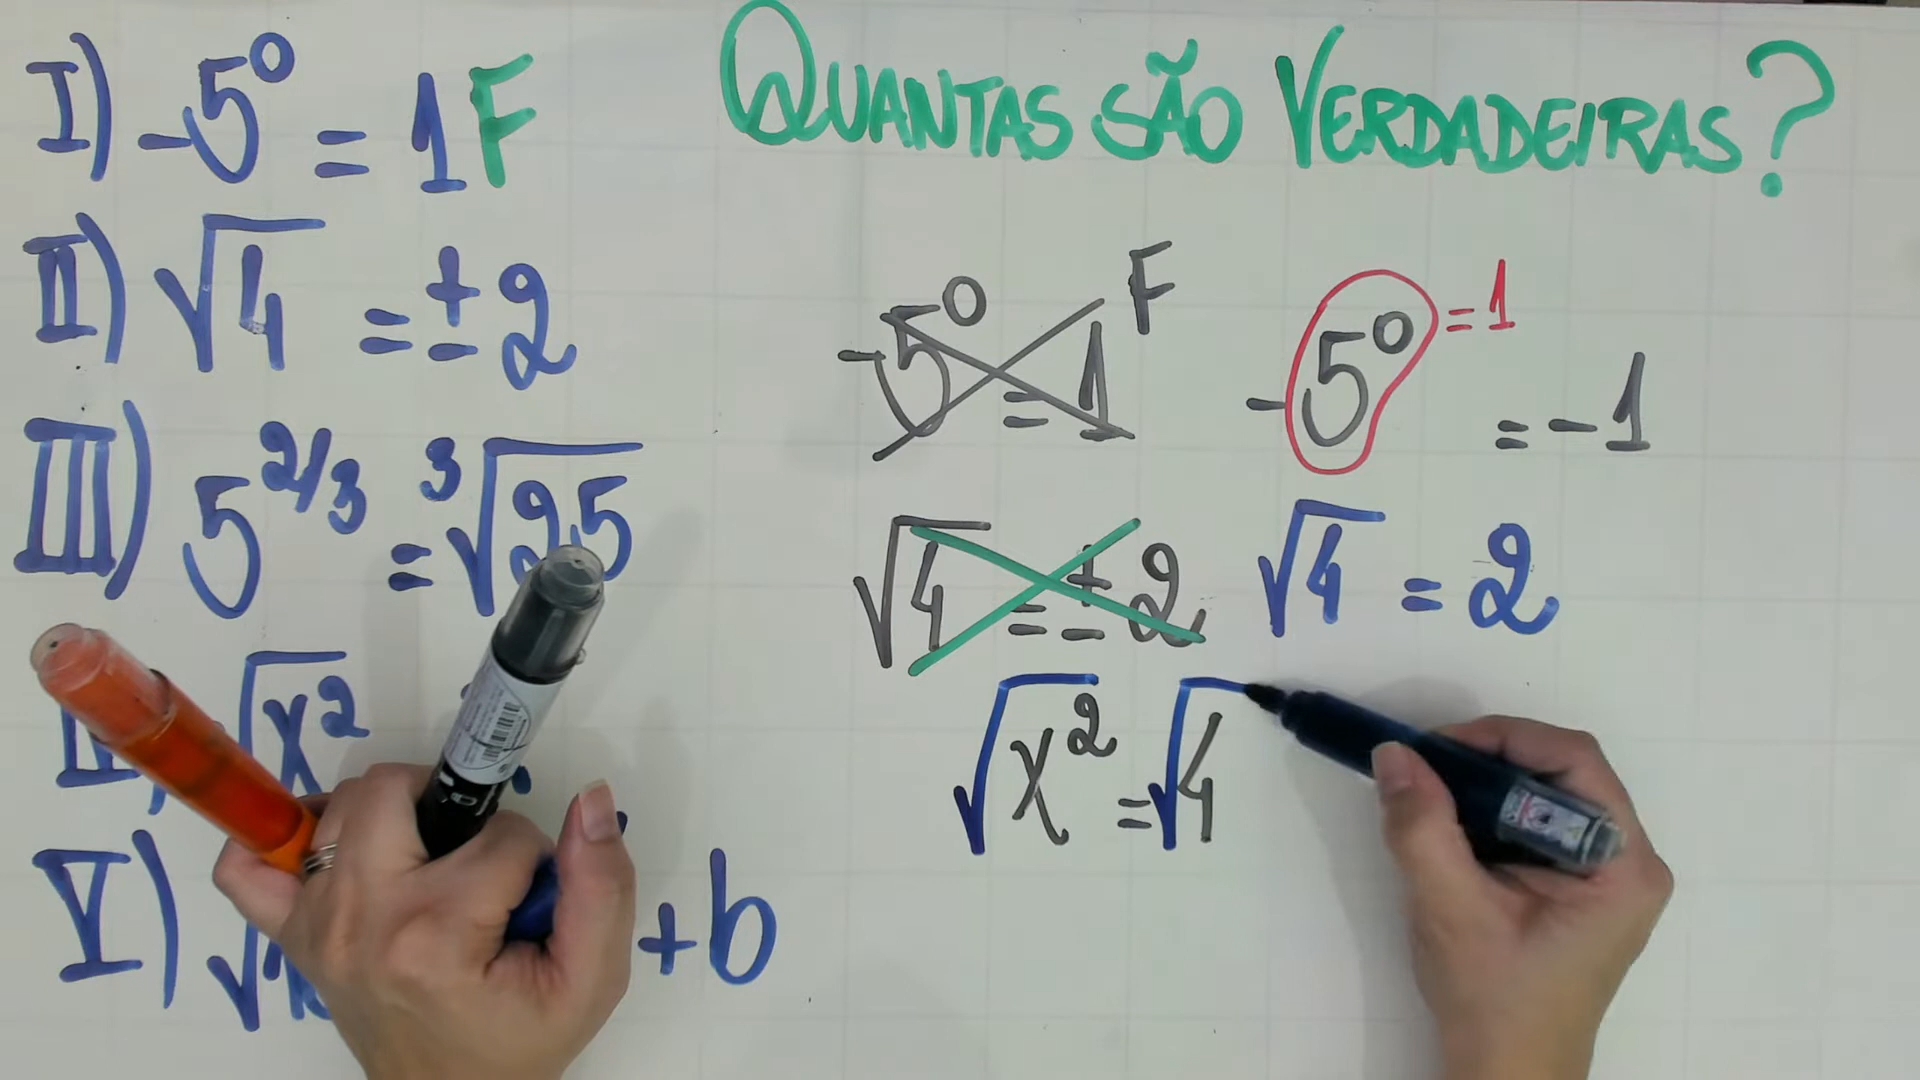 I) -5⁰ = 1 F
QUANTAS SÃO VERDADEIRAS?
II) √4 = ±2
III) 5^2/3 = ³√25
√x²
V) √ + b
-5⁰ = 1 F
-5⁰ = 1
= -1
√4 = ±2
√4 = 2
√x² = √4